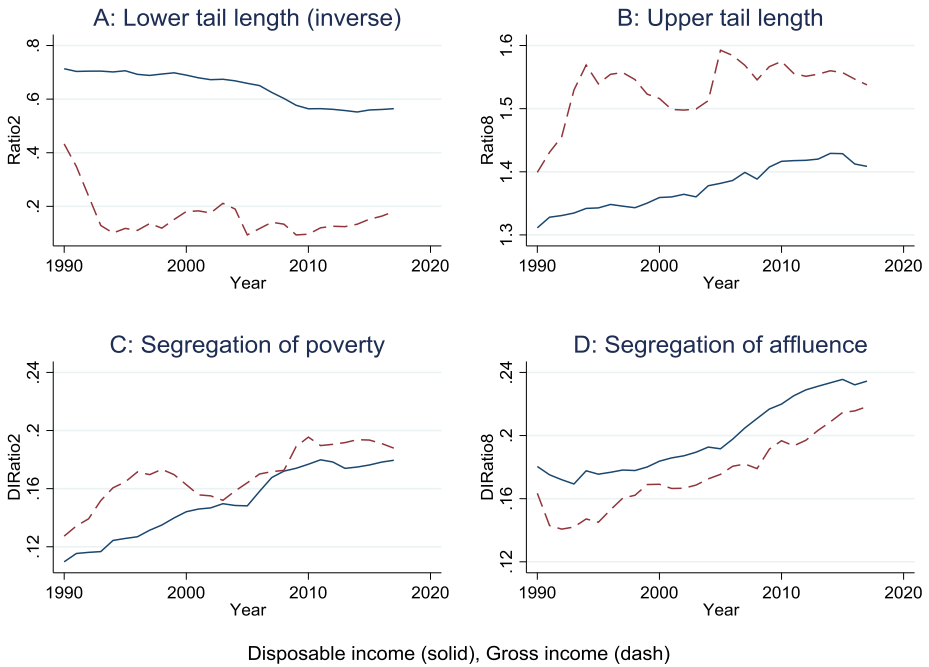 A: Lower tail length (inverse)
Ratio2
.8
.6
.4
.2
1990 2000 2010 2020
Year
B: Upper tail length
Ratio8
1.6
1.5
1.4
1.3
1990 2000 2010 2020
Year
C: Segregation of poverty
DIRatio2
.24
.2
.16
.12
1990 2000 2010 2020
Year
D: Segregation of affluence
DIRatio8
.24
.2
.16
.12
1990 2000 2010 2020
Year
Disposable income (solid), Gross income (dash)